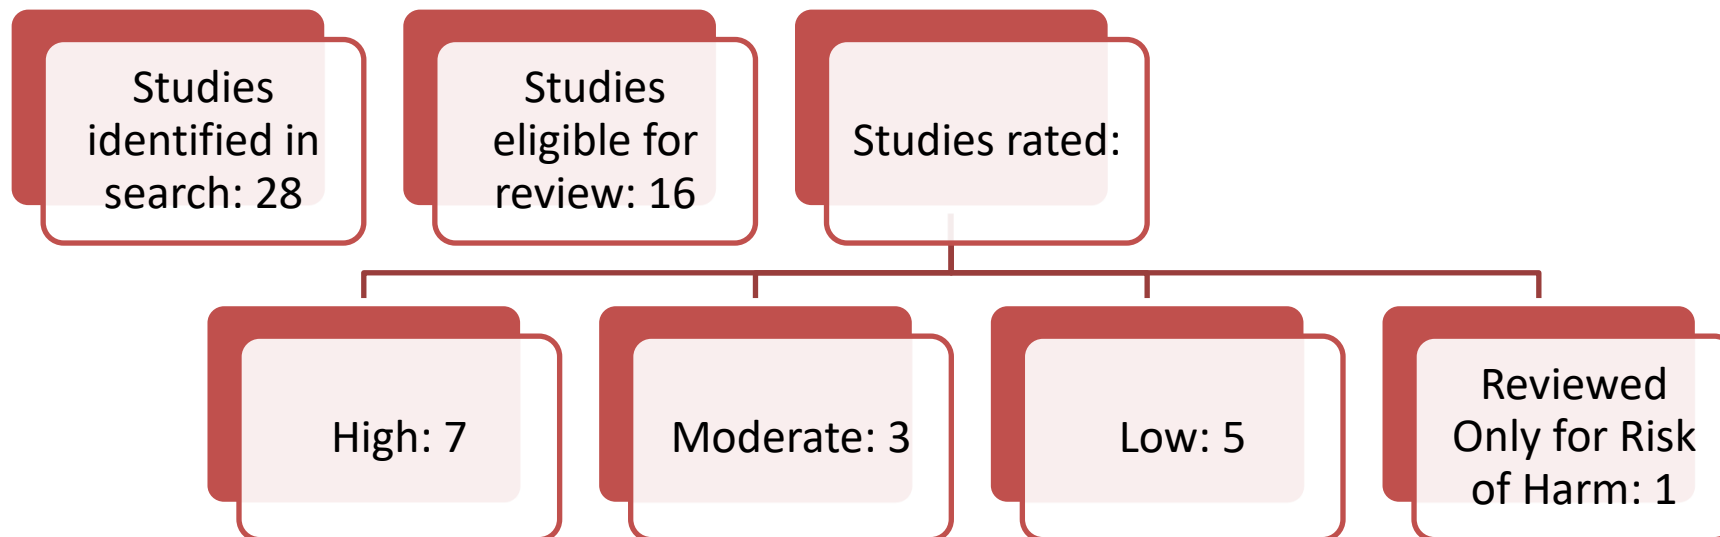 Studies
identified in
search: 28
Studies
eligible for
review: 16
Studies rated:
High: 7
Moderate: 3
Low: 5
Reviewed
Only for Risk
of Harm: 1